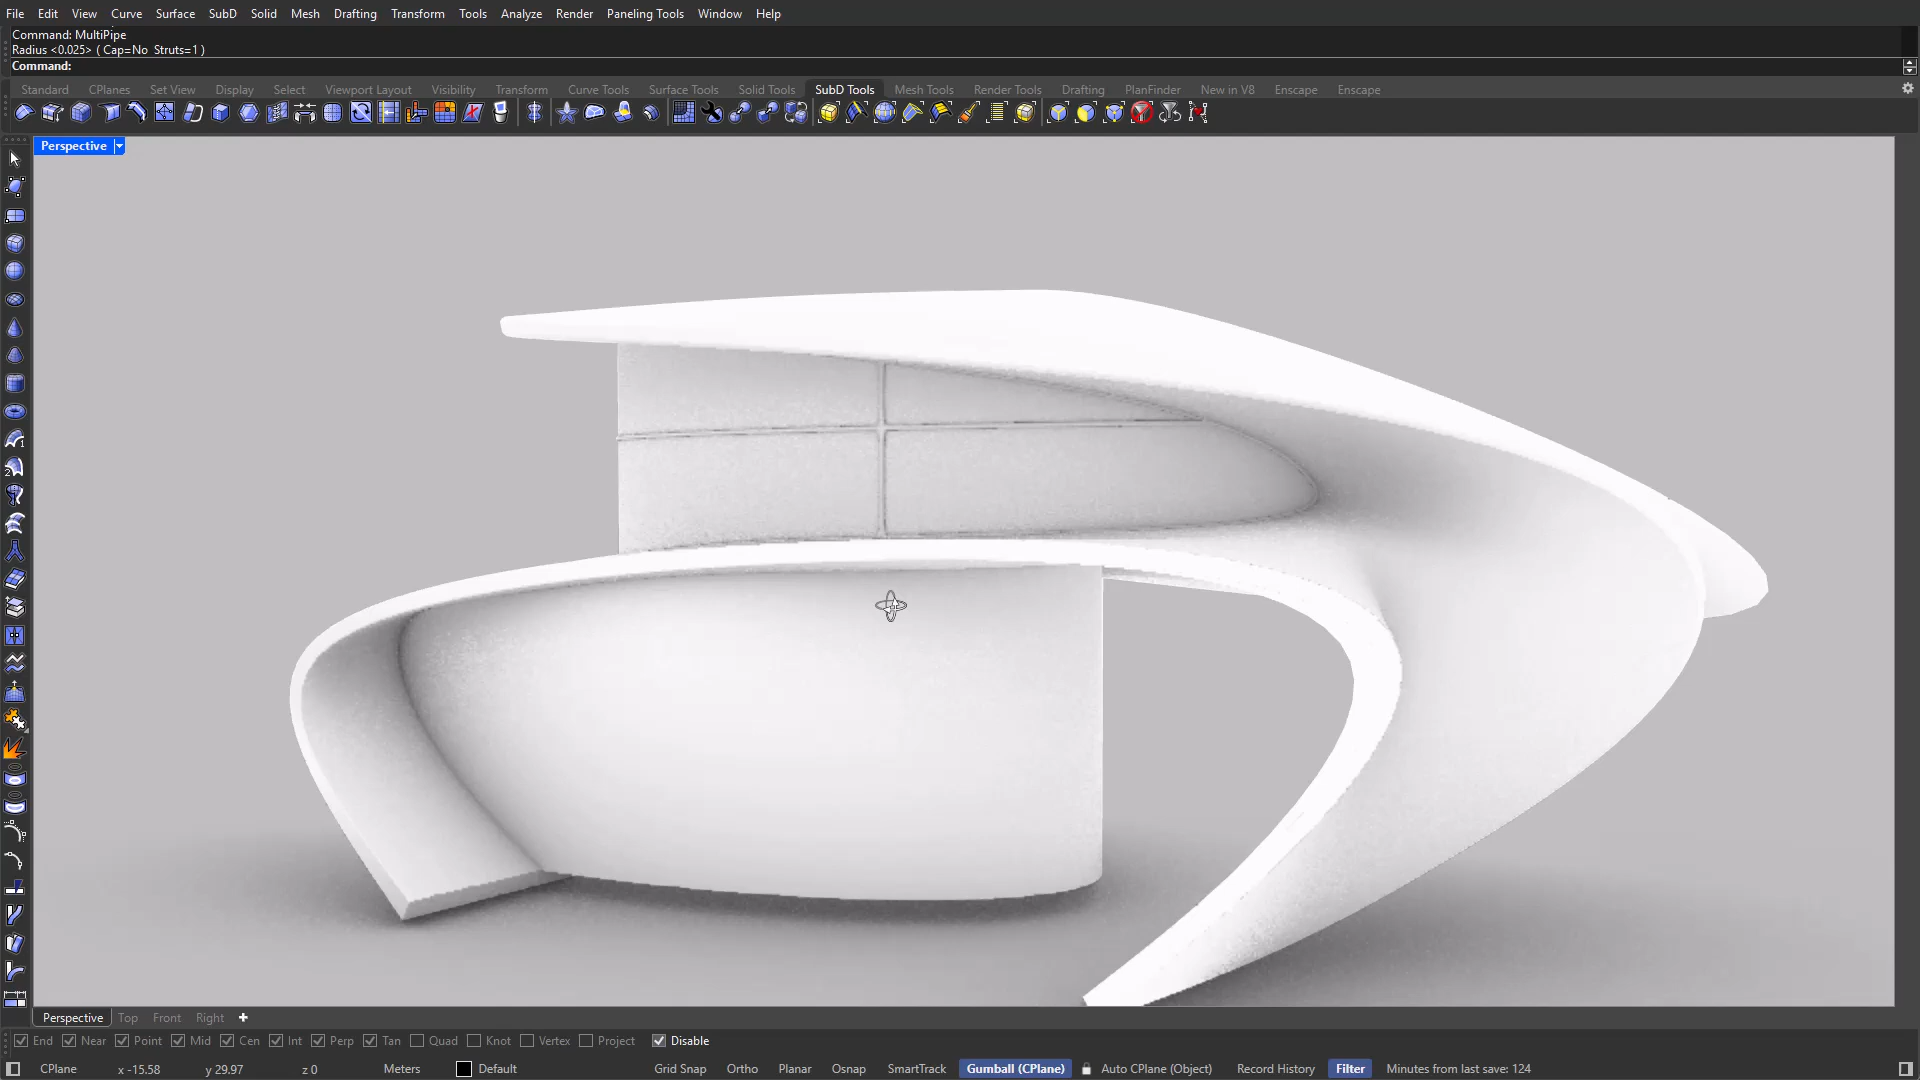 File Edit View Curve Surface SubD Solid Mesh Drafting Transform Tools Analyze Render Paneling Tools Window Help
Command: MultiPipe
Radius <0.025> ( Cap=No Struts=1 )
Command:
Standard CPlanes Set View Display Select Viewport Layout Visibility Transform Curve Tools Surface Tools Solid Tools SubD Tools Mesh Tools Render Tools Drafting PlanFinder New in V8 Enscape Enscape
Perspective
Perspective Top Front Right
End Near Point Mid Cen Int Perp Tan Quad Knot Vertex Project Disable
CPlane x -15.58 y 29.97 z 0 Meters Default Grid Snap Ortho Planar Osnap SmartTrack Gumball (CPlane) Auto CPlane (Object) Record History Filter Minutes from last save: 124